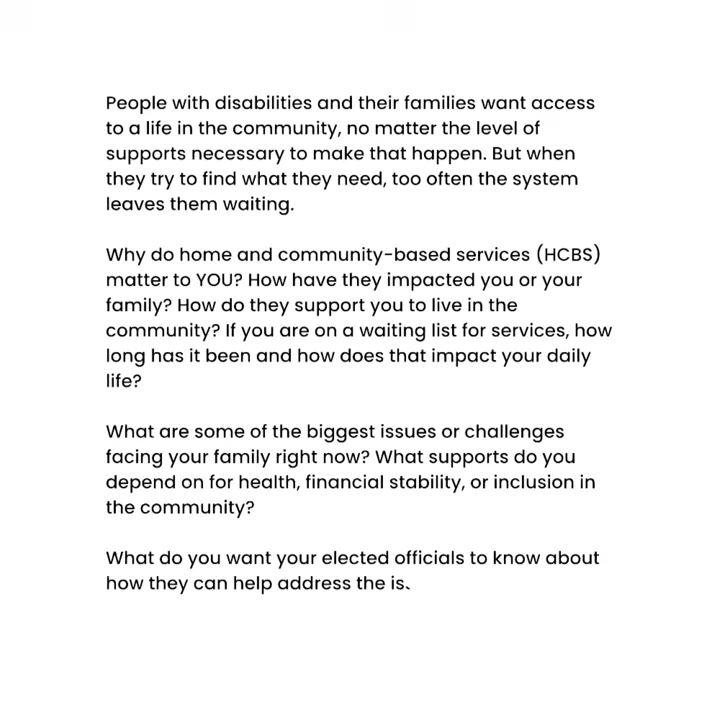 People with disabilities and their families want access
to a life in the community, no matter the level of
supports necessary to make that happen. But when
they try to find what they need, too often the system
leaves them waiting.
Why do home and community-based services (HCBS)
matter to YOU? How have they impacted you or your
family? How do they support you to live in the
community? If you are on a waiting list for services, how
long has it been and how does that impact your daily
life?
What are some of the biggest issues or challenges
facing your family right now? What supports do you
depend on for health, financial stability, or inclusion in
the community?
What do you want your elected officials to know about
how they can help address the is